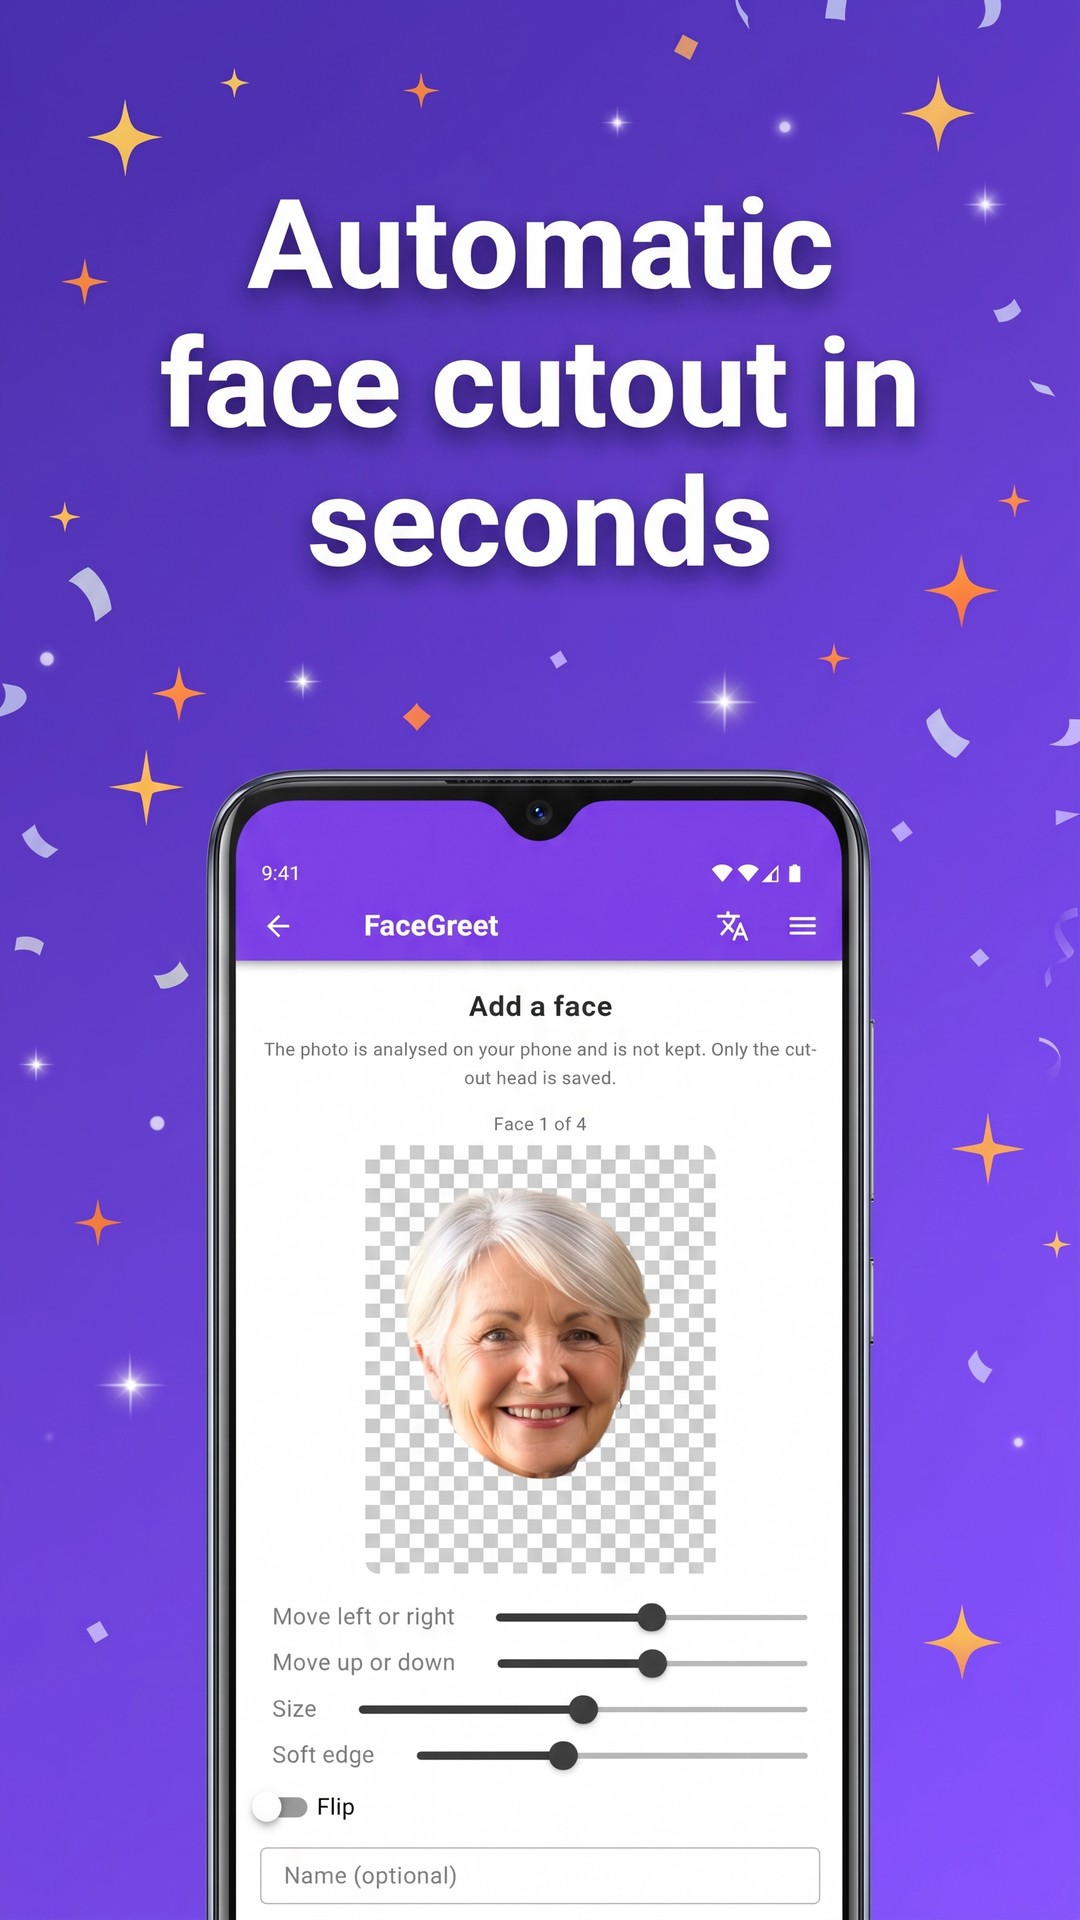 Automatic
face cutout in
seconds
9:41
FaceGreet
Add a face
The photo is analysed on your phone and is not kept. Only the cut-
out head is saved.
Face 1 of 4
Move left or right
Move up or down
Size
Soft edge
Flip
Name (optional)